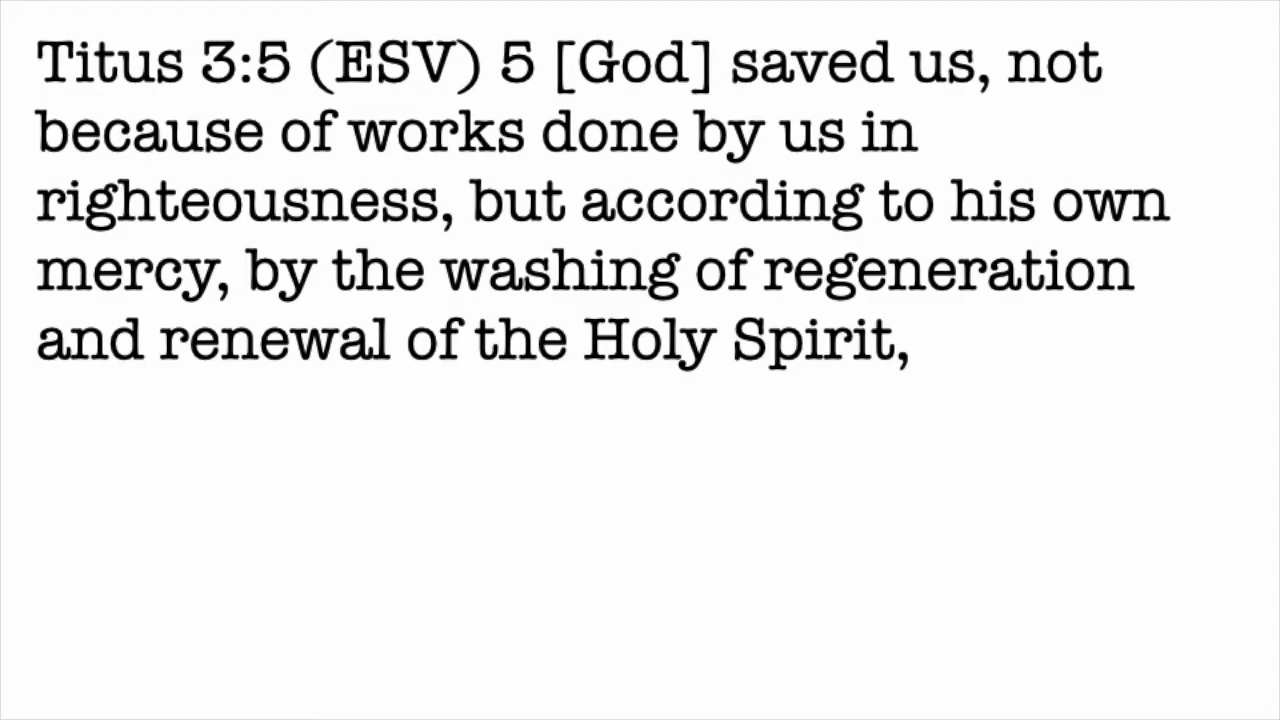 Titus 3:5 (ESV) 5 [God] saved us, not
because of works done by us in
righteousness, but according to his own
mercy, by the washing of regeneration
and renewal of the Holy Spirit,